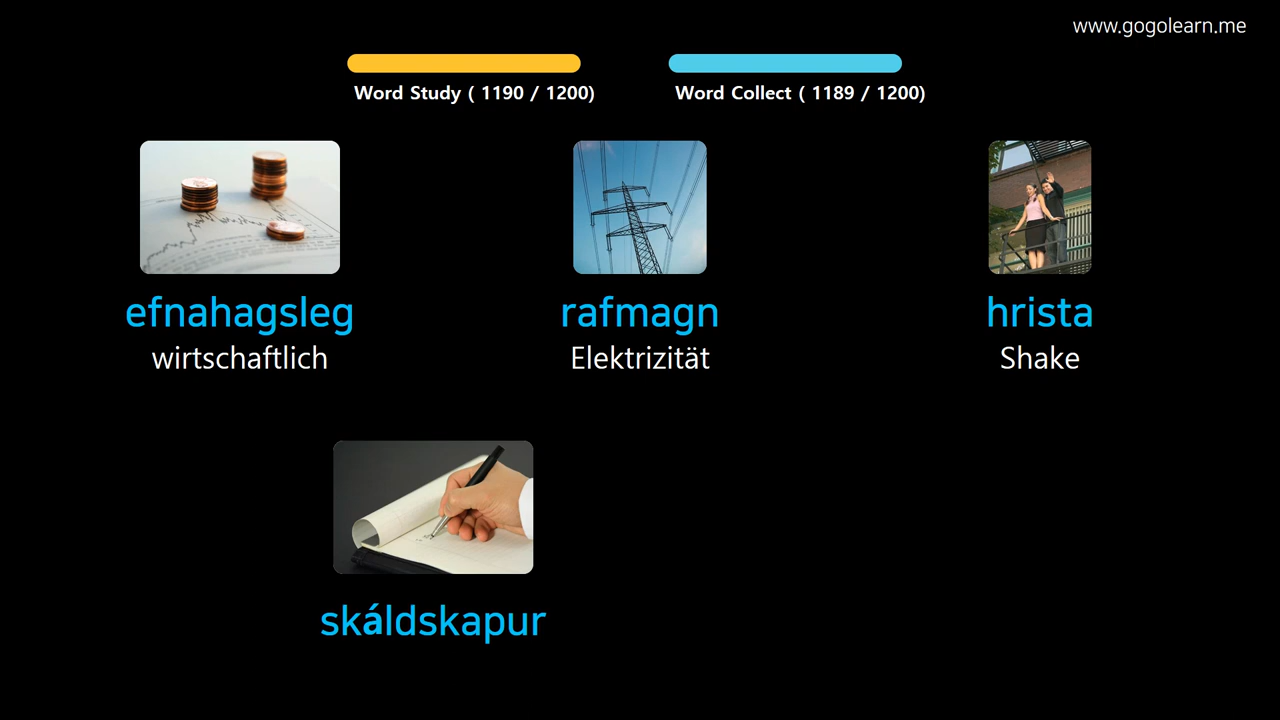 www.gogolearn.me
Word Study ( 1190 / 1200)
Word Collect ( 1189 / 1200)
efnahagsleg
rafmagn
hrista
wirtschaftlich
Elektrizität
Shake
skáldskapur